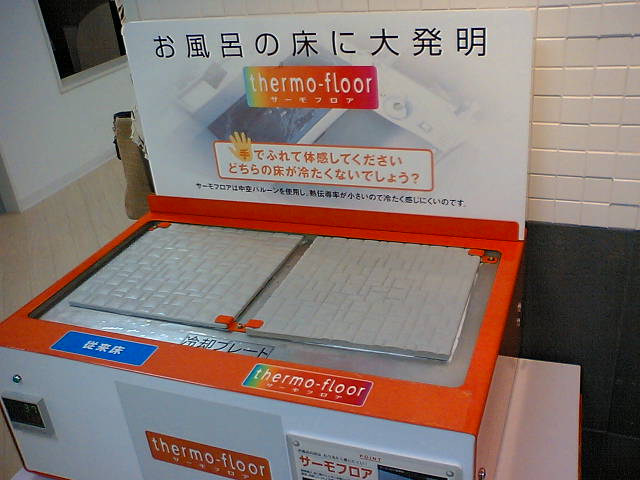 お風呂の床に大発明
thermo-floor
サーモフロア
手でふれて体感してください
どちらの床が冷たくないでしょう？
サーモフロアは中空バルーンを使用し、熱伝導率が小さいので冷たく感じにくいのです。
従来床
冷却プレート
thermo-floor
サーモフロア
thermo-floor
サーモフロア
POINT
サーモフロア